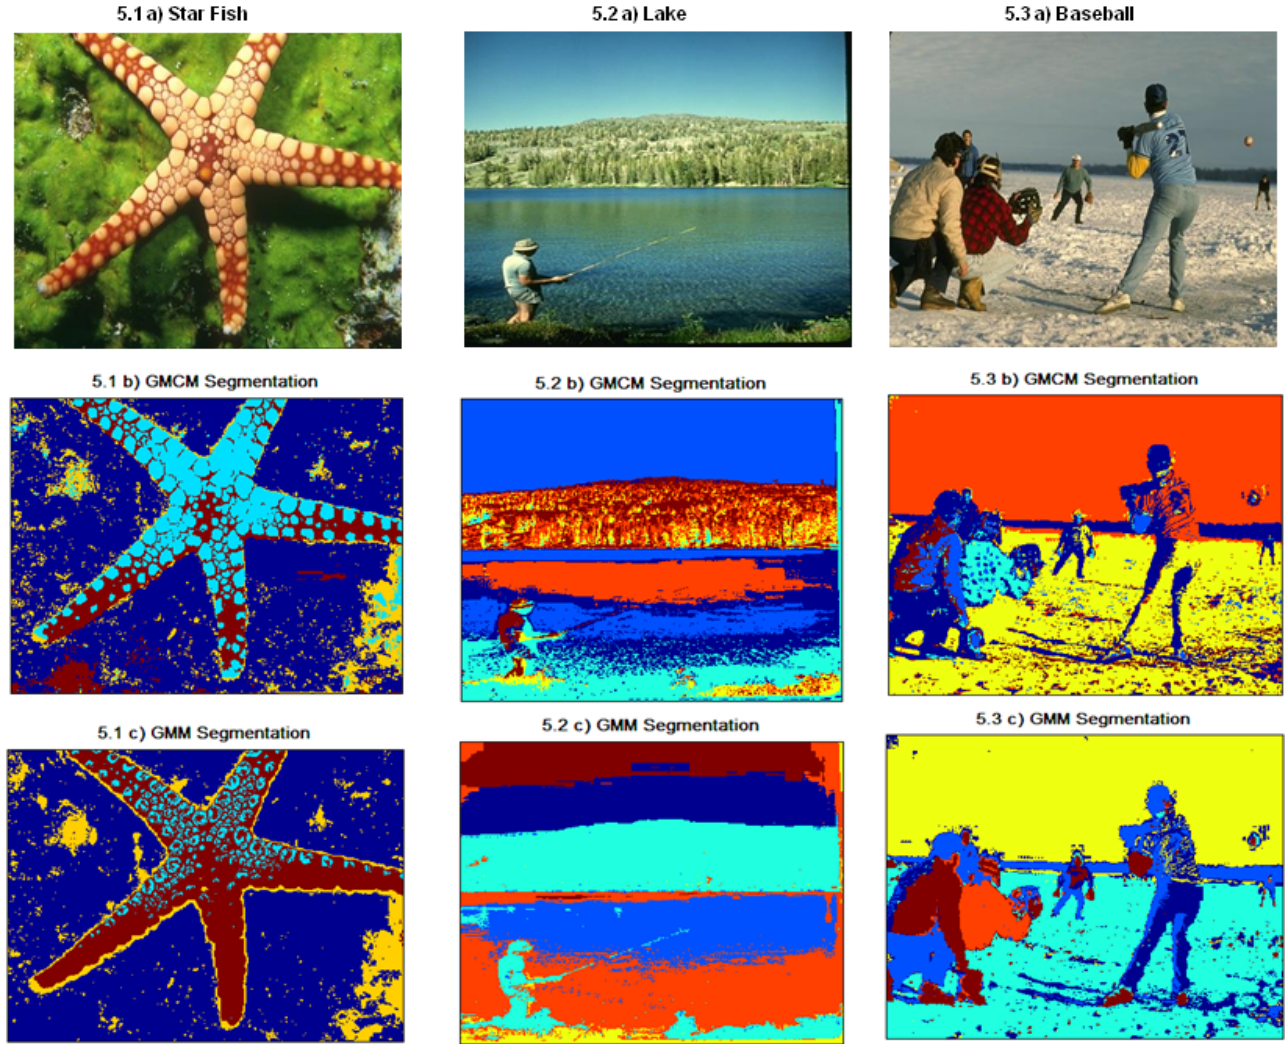 5.1 a) Star Fish
5.2 a) Lake
5.3 a) Baseball
5.1 b) GMCM Segmentation
5.2 b) GMCM Segmentation
5.3 b) GMCM Segmentation
5.1 c) GMM Segmentation
5.2 c) GMM Segmentation
5.3 c) GMM Segmentation